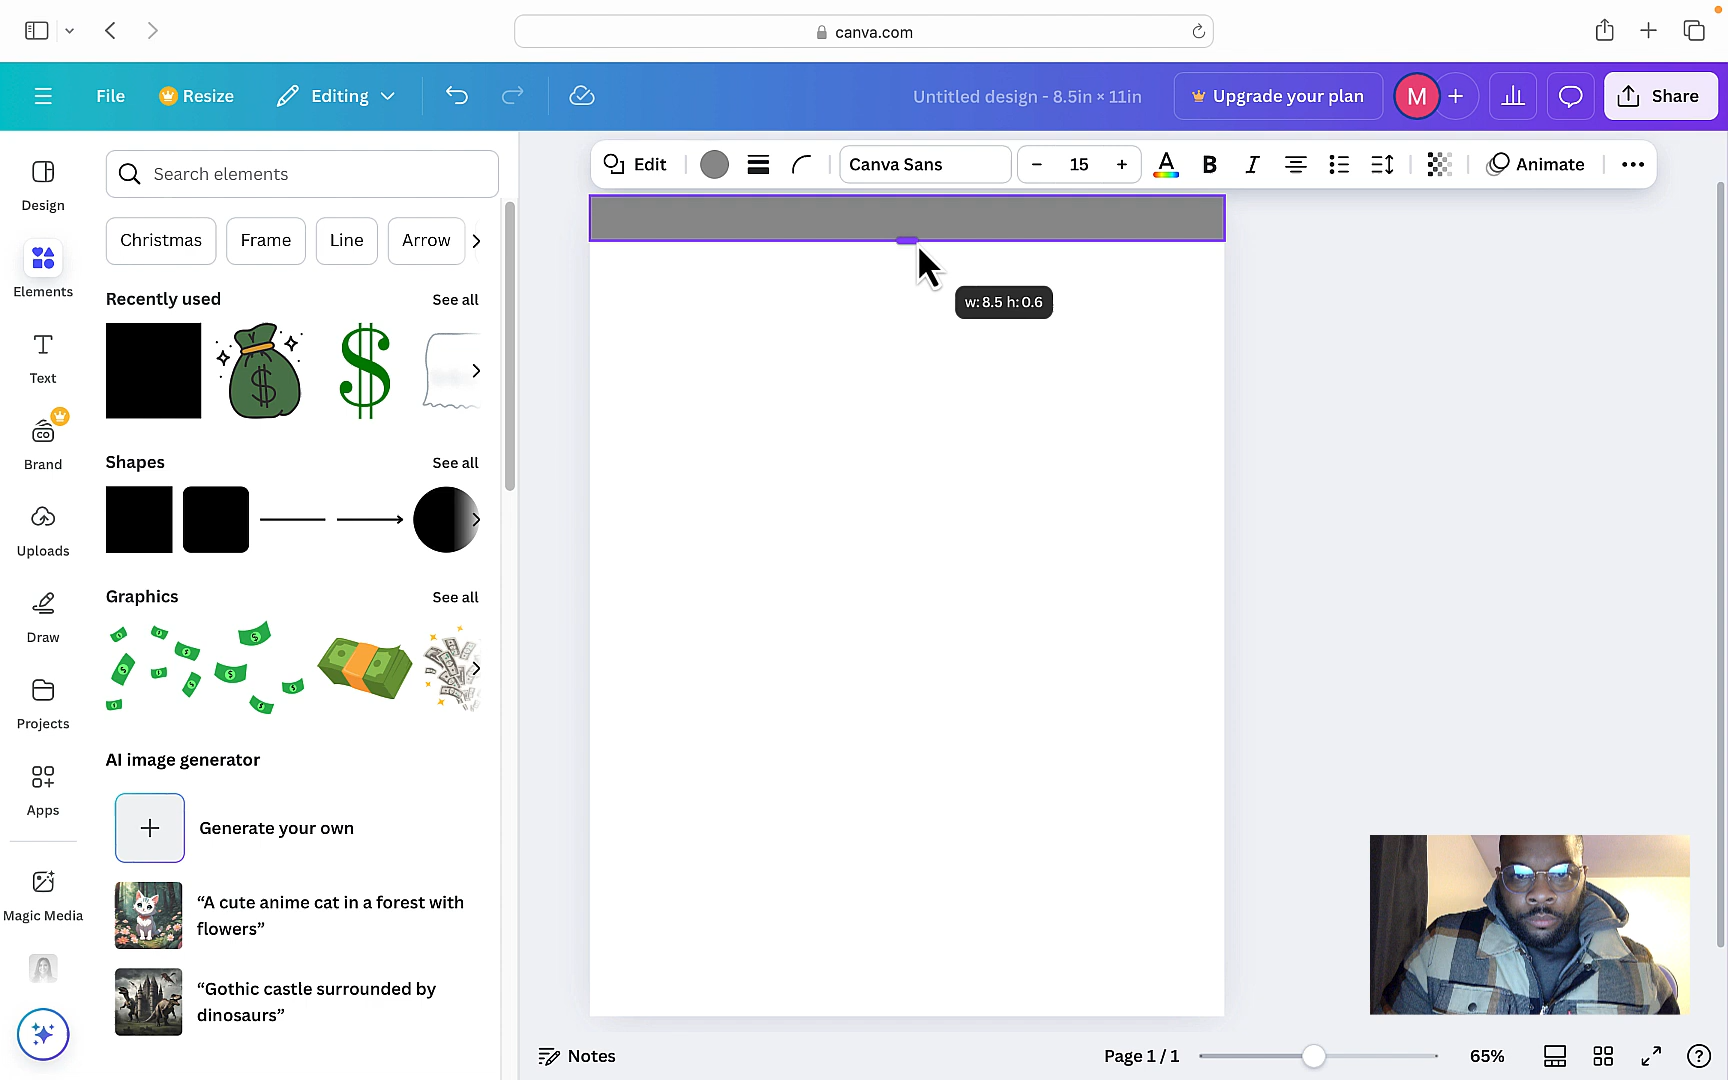 canva.com
File
Resize
Editing
Untitled design - 8.5in × 11in
Upgrade your plan
M
Share
Design
Elements
Text
Brand
Uploads
Draw
Projects
Apps
Magic Media
Search elements
Christmas
Frame
Line
Arrow
Recently used
See all
Shapes
See all
Graphics
See all
AI image generator
Generate your own
“A cute anime cat in a forest with
flowers”
“Gothic castle surrounded by
dinosaurs”
Edit
Canva Sans
15
A
B
I
Animate
w: 8.5 h: 0.6
Notes
Page 1 / 1
65%